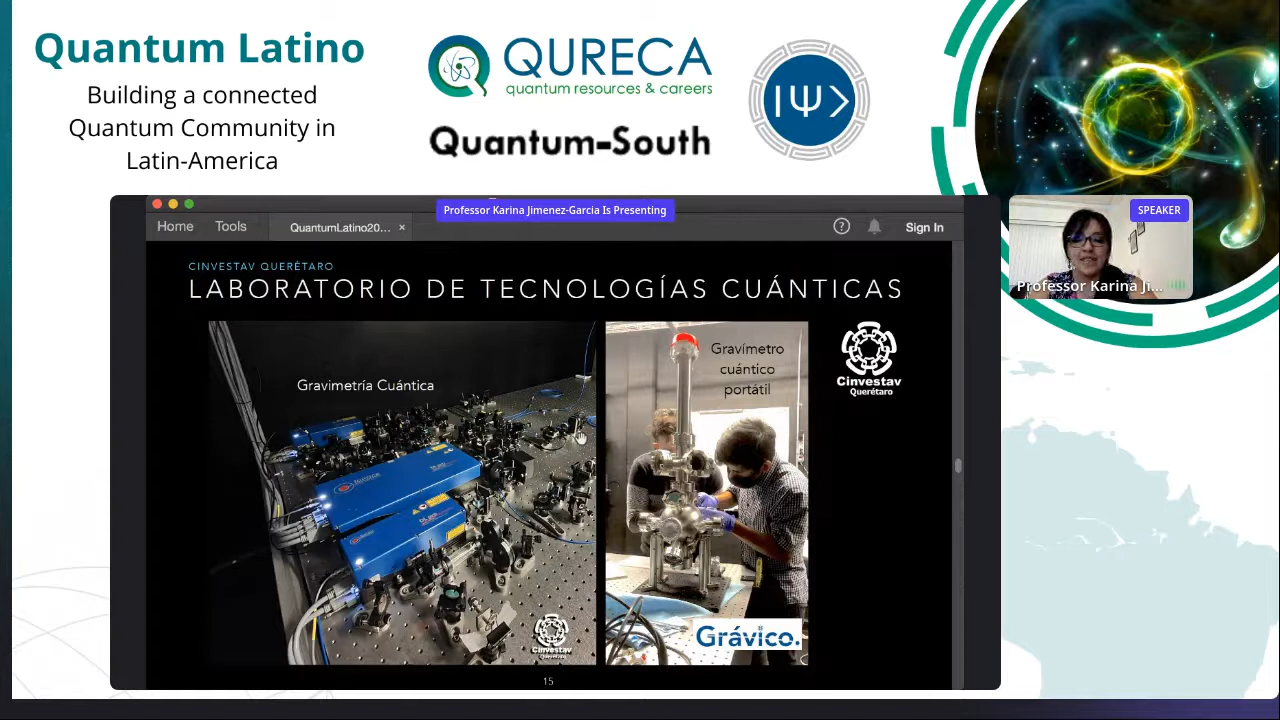 Quantum Latino
Building a connected
Quantum Community in
Latin-America
QURECA
quantum resources & careers
Quantum-South
|Ψ>
Professor Karina Jimenez-Garcia Is Presenting
Home Tools QuantumLatino20... × ? Sign In
SPEAKER
Professor Karina Ji...
CINVESTAV QUERÉTARO
LABORATORIO DE TECNOLOGÍAS CUÁNTICAS
Gravimetría Cuántica
Gravímetro
cuántico
portátil
Cinvestav
Querétaro
Grávico.
Cinvestav
Querétaro
15